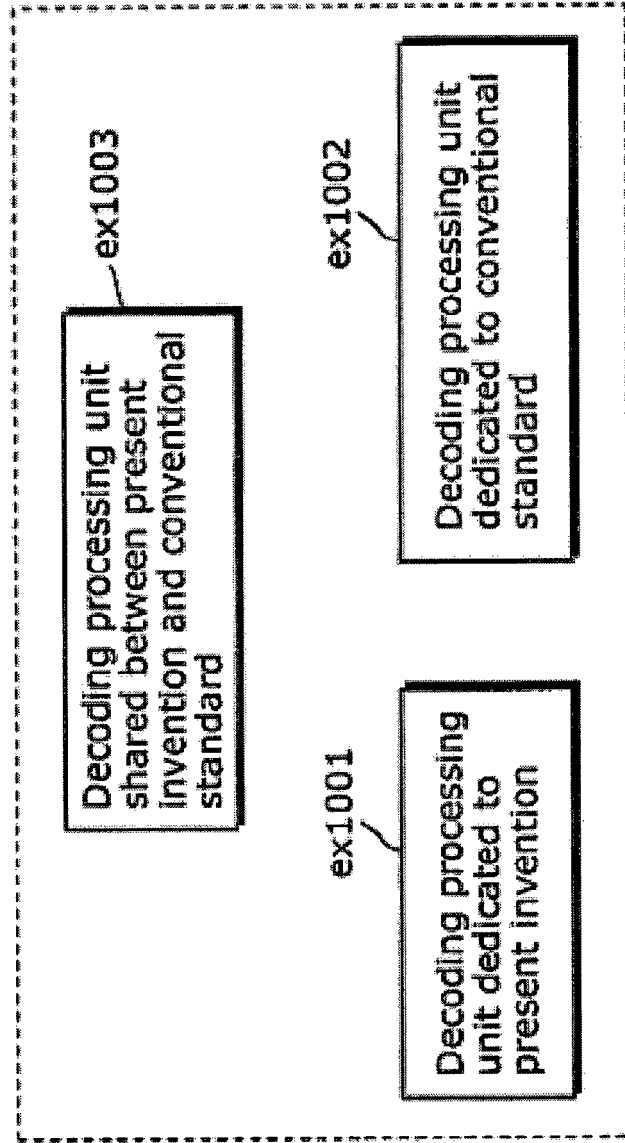 ex1003
Decoding processing unit
shared between present
invention and conventional
standard
ex1001
Decoding processing
unit dedicated to
present invention
ex1002
Decoding processing unit
dedicated to conventional
standard